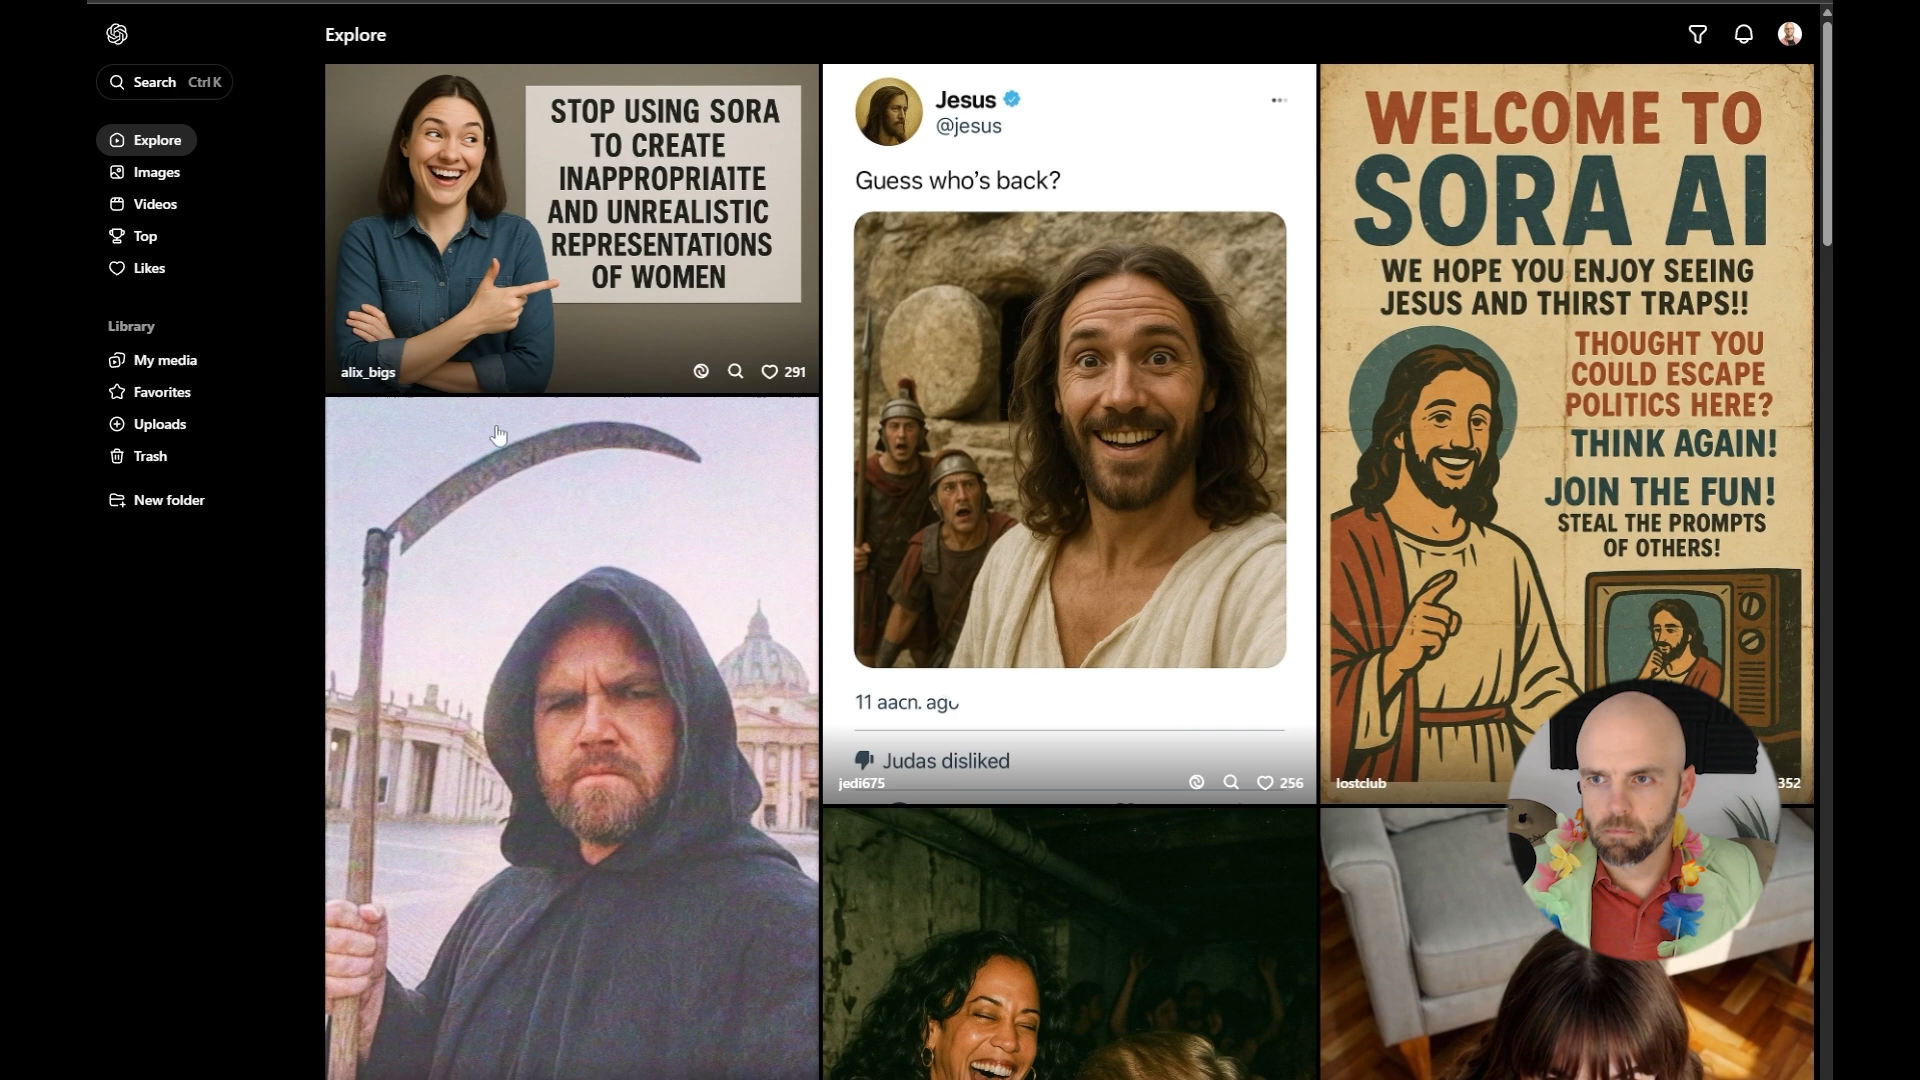 Explore
Search Ctrl K
Explore
Images
Videos
Top
Likes
Library
My media
Favorites
Uploads
Trash
New folder
STOP USING SORA
TO CREATE
INAPPROPRIAITE
AND UNREALISTIC
REPRESENTATIONS
OF WOMEN
alix_bigs
291
Jesus
@jesus
Guess who's back?
11 aacn. ago
Judas disliked
jedi675
256
WELCOME TO
SORA AI
WE HOPE YOU ENJOY SEEING
JESUS AND THIRST TRAPS!!
THOUGHT YOU
COULD ESCAPE
POLITICS HERE?
THINK AGAIN!
JOIN THE FUN!
STEAL THE PROMPTS
OF OTHERS!
lostclub
352